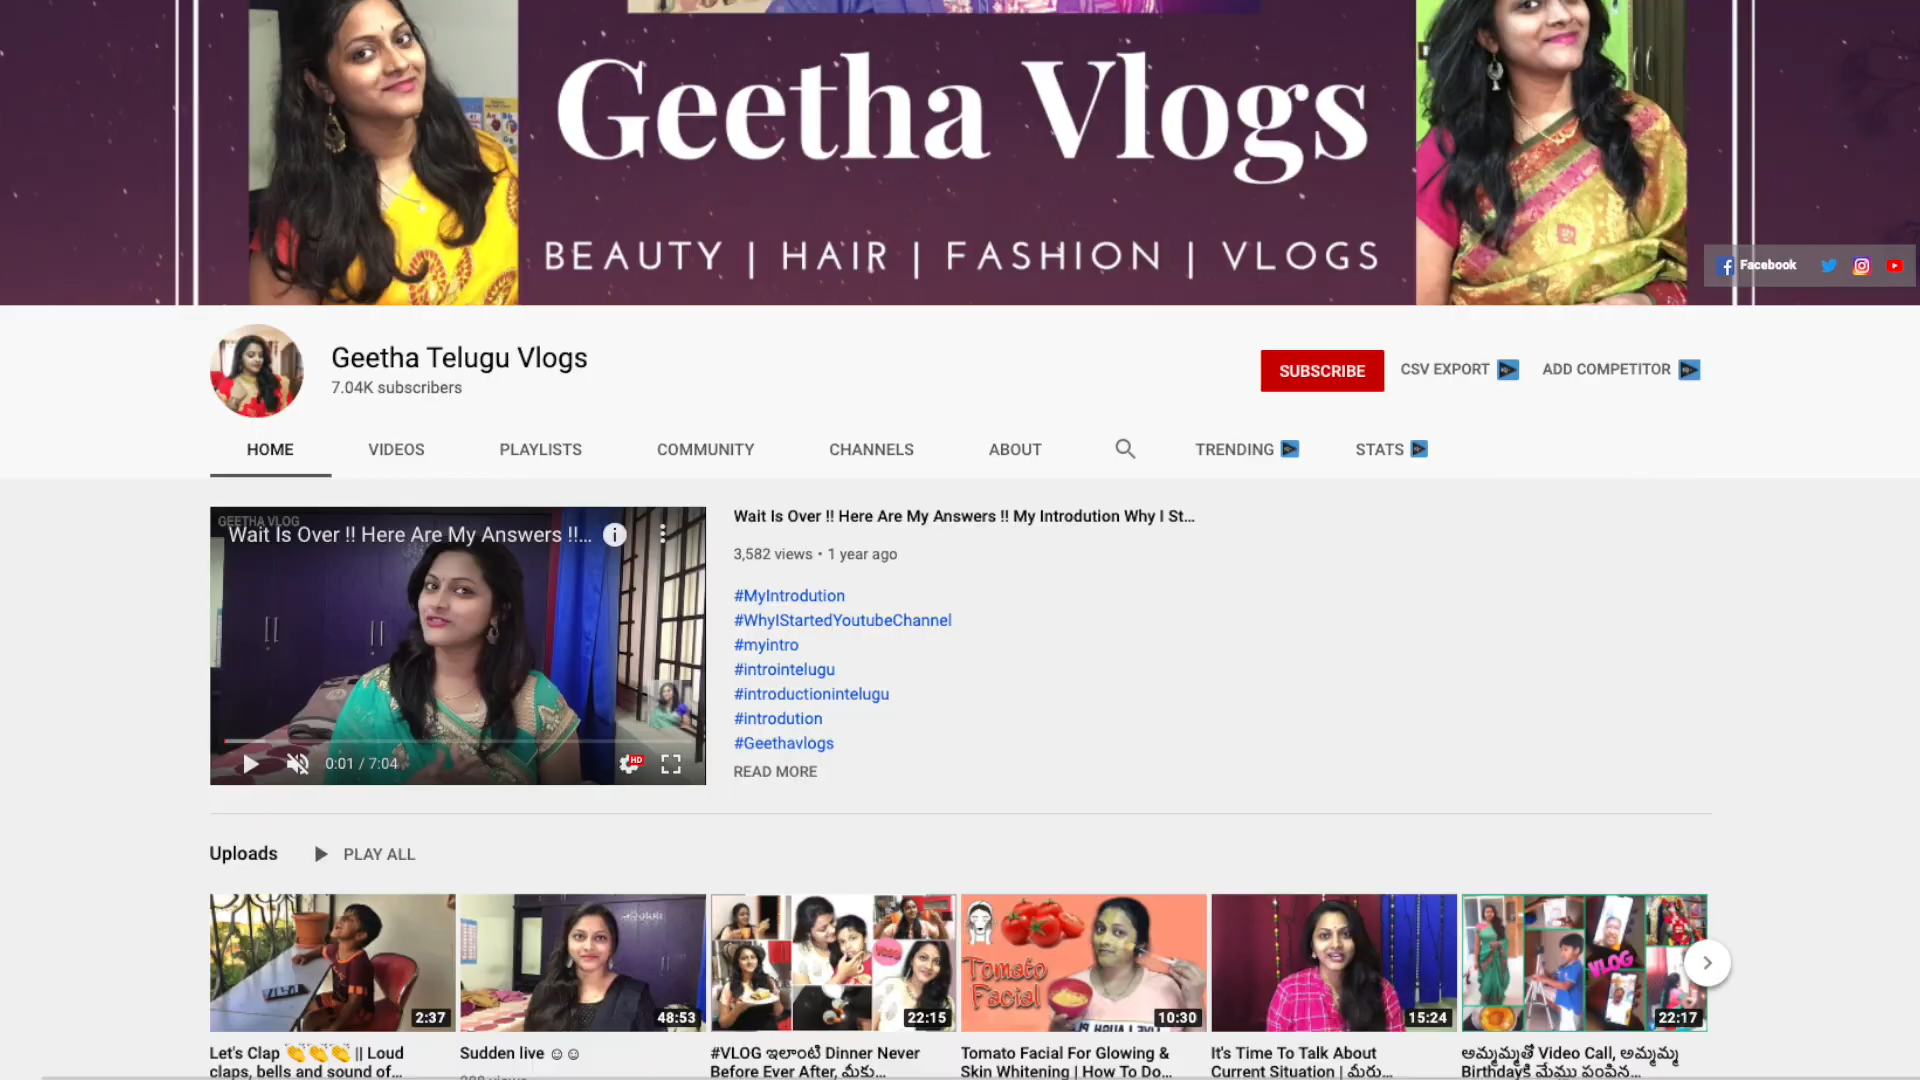 Geetha Vlogs
BEAUTY | HAIR | FASHION | VLOGS
Facebook
Geetha Telugu Vlogs
7.04K subscribers
SUBSCRIBE
CSV EXPORT
ADD COMPETITOR
HOME
VIDEOS
PLAYLISTS
COMMUNITY
CHANNELS
ABOUT
TRENDING
STATS
GEETHA VLOG
Wait Is Over !! Here Are My Answers !!...
0:01 / 7:04
HD
Wait Is Over !! Here Are My Answers !! My Introdution Why I St...
3,582 views • 1 year ago
#MyIntrodution
#WhyIStartedYoutubeChannel
#myintro
#introintelugu
#introductionintelugu
#introdution
#Geethavlogs
READ MORE
Uploads
PLAY ALL
2:37
48:53
22:15
Tomato
Facial
10:30
15:24
VLOG
22:17
Let's Clap 👏👏👏 || Loud
claps, bells and sound of...
Sudden live ☺☺
#VLOG ఇలాంటి Dinner Never
Before Ever After, మీకు...
Tomato Facial For Glowing &
Skin Whitening | How To Do...
It's Time To Talk About
Current Situation | మీరు...
అమ్మమ్మతో Video Call, అమ్మమ్మ
Birthdayకి మేము పంపిన...